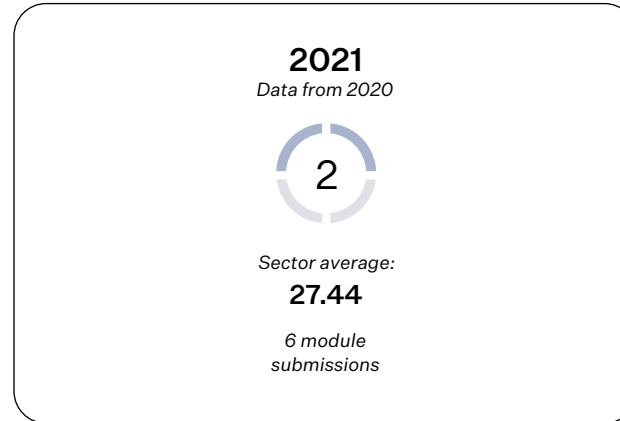 2021
Data from 2020
2
Sector average:
27.44
6 module
submissions